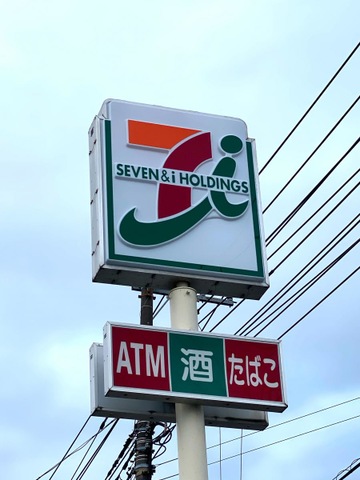 SEVEN&i HOLDINGS
ATM 酒 たばこ